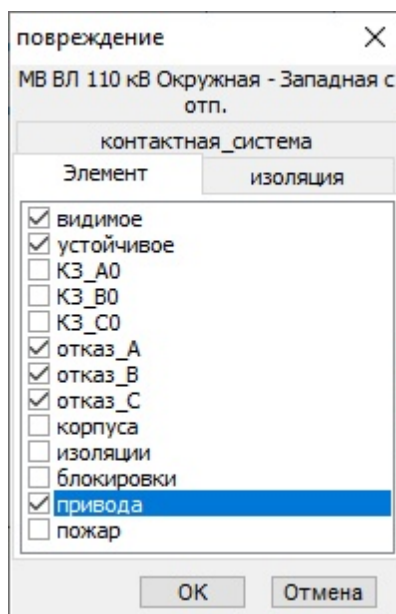 повреждение
МВ ВЛ 110 кВ Окружная - Западная с
отп.
контактная_система
Элемент
изоляция
видимое
устойчивое
КЗ_А0
КЗ_В0
КЗ_С0
отказ_А
отказ_В
отказ_С
корпуса
изоляции
блокировки
привода
пожар
ОК
Отмена